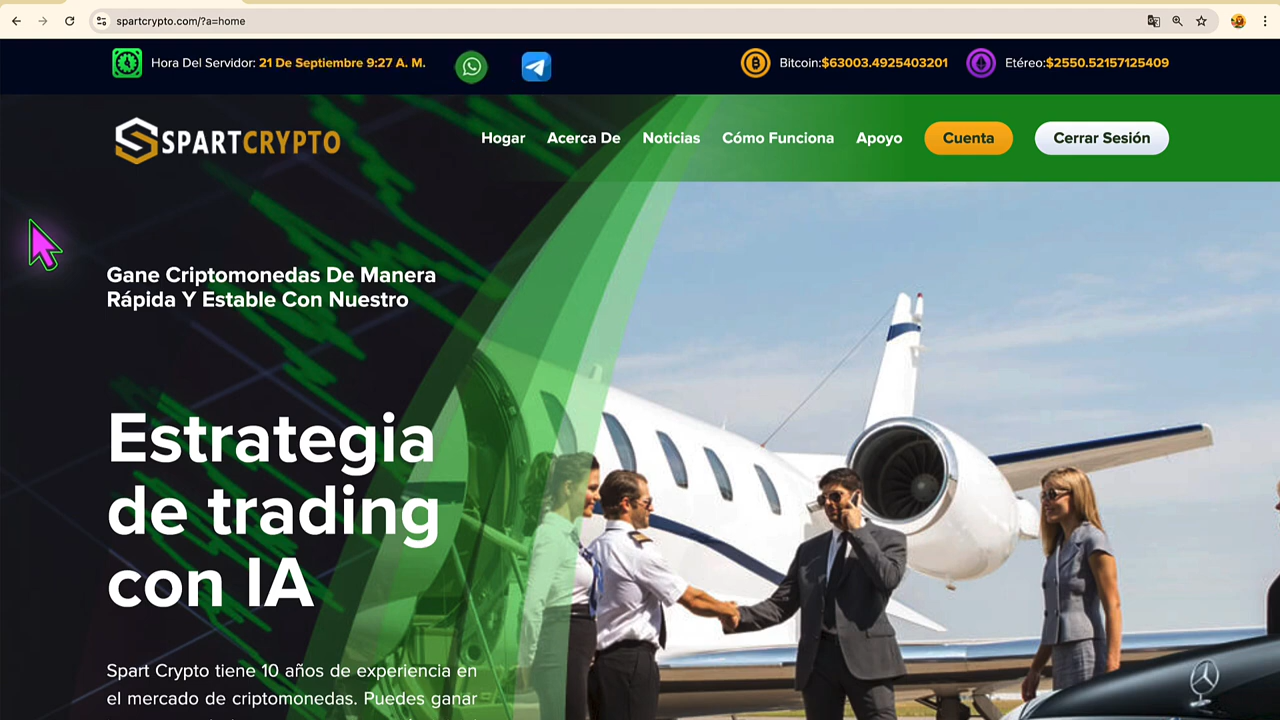 spartcrypto.com/?a=home
Hora Del Servidor: 21 De Septiembre 9:27 A. M.
Bitcoin:$63003.4925403201
Etéreo:$2550.52157125409
SPARTCRYPTO
Hogar
Acerca De
Noticias
Cómo Funciona
Apoyo
Cuenta
Cerrar Sesión
Gane Criptomonedas De Manera
Rápida Y Estable Con Nuestro
Estrategia
de trading
con IA
Spart Crypto tiene 10 años de experiencia en
el mercado de criptomonedas. Puedes ganar